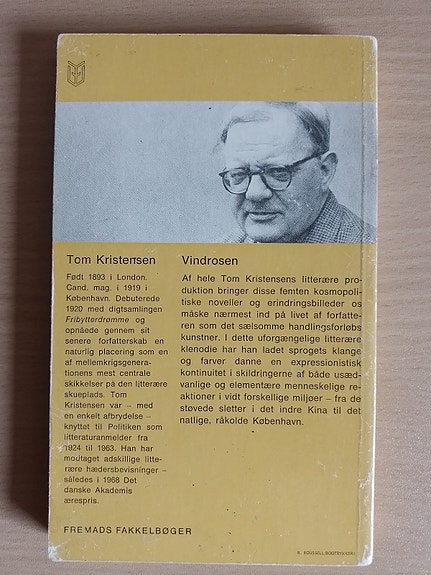 Tom Kristensen
Født 1893 i London.
Cand. mag. i 1919 i
København. Debuterede
1920 med digtsamlingen
Fribytterdrømme og
opnåede gennem sit
senere forfatterskab en
naturlig placering som en
af mellemkrigsgenera-
tionens mest centrale
skikkelser på den litterære
skueplads. Tom
Kristensen var – med
en enkelt afbrydelse –
knyttet til Politiken som
litteraturanmelder fra
1924 til 1963. Han har
modtaget adskillige litte-
rære hædersbevisninger –
således i 1968 Det
danske Akademis
ærespris.
Vindrosen
Af hele Tom Kristensens litterære pro-
duktion bringer disse femten kosmopoli-
tiske noveller og erindringsbilleder os
måske nærmest ind på livet af forfatte-
ren som det sælsomme handlingsforløbs
kunstner. I dette uforgængelige litterære
klenodie har han ladet sprogets klange
og farver danne en expressionistisk
kontinuitet i skildringerne af både usæd-
vanlige og elementære menneskelige re-
aktioner i vidt forskellige miljøer – fra de
støvede sletter i det indre Kina til det
natlige, råkolde København.
FREMADS FAKKELBØGER